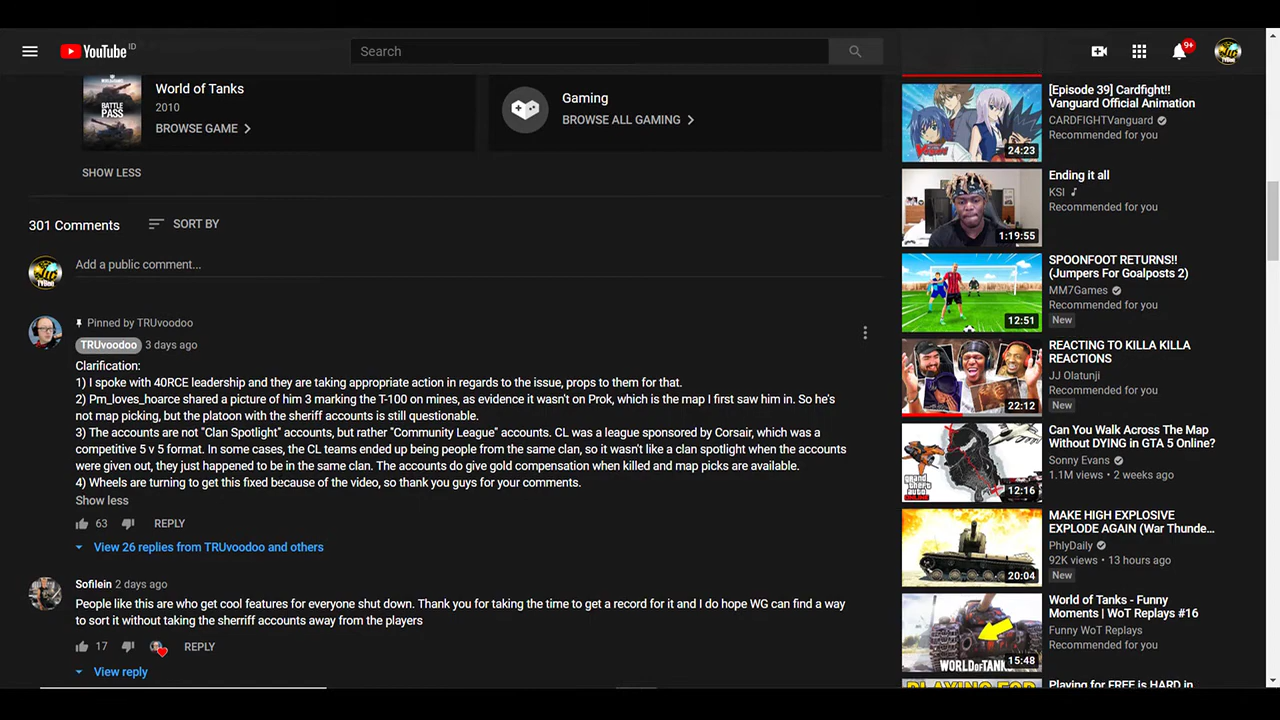 YouTube ID
Search
9+
World of Tanks
2010
BROWSE GAME
BATTLE
PASS
Gaming
BROWSE ALL GAMING
SHOW LESS
301 Comments
SORT BY
Add a public comment...
Pinned by TRUvoodoo
TRUvoodoo 3 days ago
Clarification:
1) I spoke with 40RCE leadership and they are taking appropriate action in regards to the issue, props to them for that.
2) Pm_loves_hoarce shared a picture of him 3 marking the T-100 on mines, as evidence it wasn't on Prok, which is the map I first saw him in. So he's
not map picking, but the platoon with the sheriff accounts is still questionable.
3) The accounts are not "Clan Spotlight" accounts, but rather "Community League" accounts. CL was a league sponsored by Corsair, which was a
competitive 5 v 5 format. In some cases, the CL teams ended up being people from the same clan, so it wasn't like a clan spotlight when the accounts
were given out, they just happened to be in the same clan. The accounts do give gold compensation when killed and map picks are available.
4) Wheels are turning to get this fixed because of the video, so thank you guys for your comments.
Show less
63 REPLY
View 26 replies from TRUvoodoo and others
Sofilein 2 days ago
People like this are who get cool features for everyone shut down. Thank you for taking the time to get a record for it and I do hope WG can find a way
to sort it without taking the sherriff accounts away from the players
17 REPLY
View reply
24:23
[Episode 39] Cardfight!!
Vanguard Official Animation
CARDFIGHTVanguard
Recommended for you
1:19:55
Ending it all
KSI
Recommended for you
12:51
SPOONFOOT RETURNS!!
(Jumpers For Goalposts 2)
MM7Games
Recommended for you
New
22:12
REACTING TO KILLA KILLA
REACTIONS
JJ Olatunji
Recommended for you
New
12:16
Can You Walk Across The Map
Without DYING in GTA 5 Online?
Sonny Evans
1.1M views • 2 weeks ago
20:04
MAKE HIGH EXPLOSIVE
EXPLODE AGAIN (War Thunde...
PhlyDaily
92K views • 13 hours ago
New
WORLD OF TANK
15:48
World of Tanks - Funny
Moments | WoT Replays #16
Funny WoT Replays
Recommended for you
PLAYING FOR
Playing for FREE is HARD in